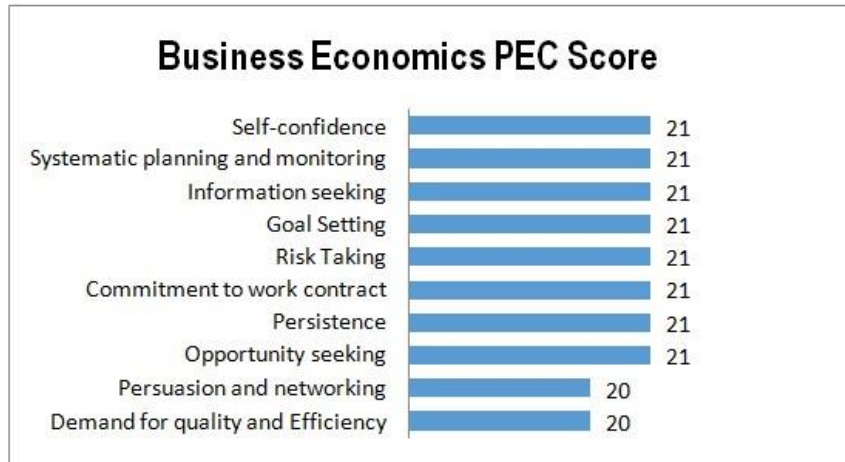 Business Economics PEC Score
Self-confidence 21
Systematic planning and monitoring 21
Information seeking 21
Goal Setting 21
Risk Taking 21
Commitment to work contract 21
Persistence 21
Opportunity seeking 21
Persuasion and networking 20
Demand for quality and Efficiency 20